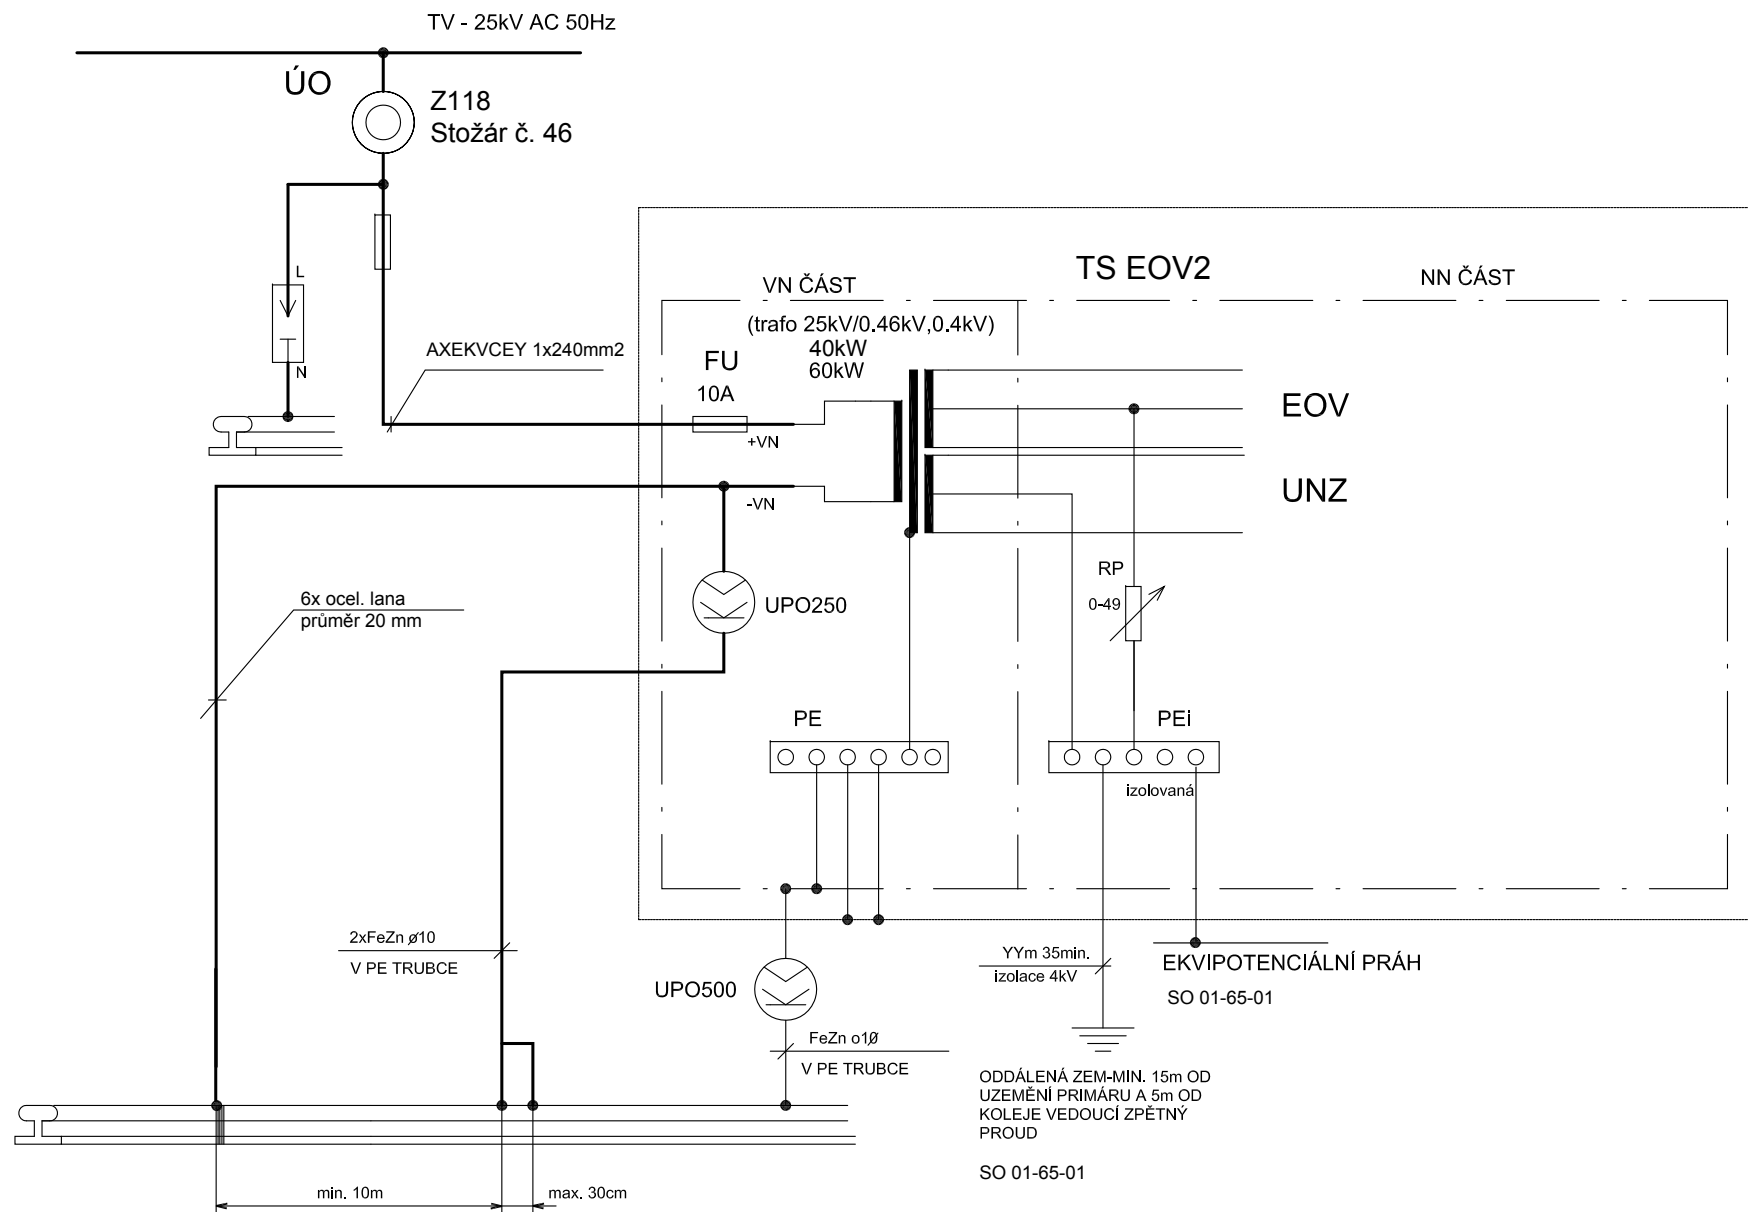 TV - 25kV AC 50Hz
ÚO
Z118
Stožár č. 46
L
N
AXEKVCEY 1x240mm2
TS EOV2
VN ČÁST
NN ČÁST
(trafo 25kV/0.46kV,0.4kV)
40kW
60kW
FU
10A
+VN
-VN
EOV
UNZ
UPO250
RP
0-49
6x ocel. lana
průměr 20 mm
PE
PEi
izolovaná
2xFeZn ø10
V PE TRUBCE
UPO500
FeZn o1ø
V PE TRUBCE
YYm 35min.
izolace 4kV
EKVIPOTENCIÁLNÍ PRÁH
SO 01-65-01
ODDÁLENÁ ZEM-MIN. 15m OD
UZEMĚNÍ PRIMÁRU A 5m OD
KOLEJE VEDOUCÍ ZPĚTNÝ
PROUD
SO 01-65-01
min. 10m
max. 30cm